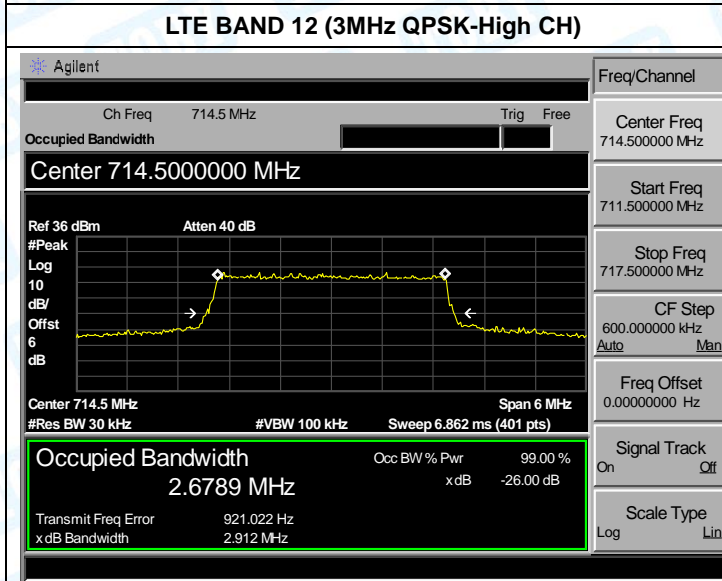 LTE BAND 12 (3MHz QPSK-High CH)
Agilent
Freq/Channel
Ch Freq 714.5 MHz Trig Free
Occupied Bandwidth
Center 714.5000000 MHz
Center Freq
714.500000 MHz
Start Freq
711.500000 MHz
Stop Freq
717.500000 MHz
CF Step
600.000000 kHz
Auto Man
Freq Offset
0.00000000 Hz
Signal Track
On Off
Scale Type
Log Lin
Ref 36 dBm Atten 40 dB
#Peak
Log
10
dB/
Offst
6
dB
Center 714.5 MHz Span 6 MHz
#Res BW 30 kHz #VBW 100 kHz Sweep 6.862 ms (401 pts)
Occupied Bandwidth Occ BW % Pwr 99.00 %
2.6789 MHz x dB -26.00 dB
Transmit Freq Error 921.022 Hz
x dB Bandwidth 2.912 MHz